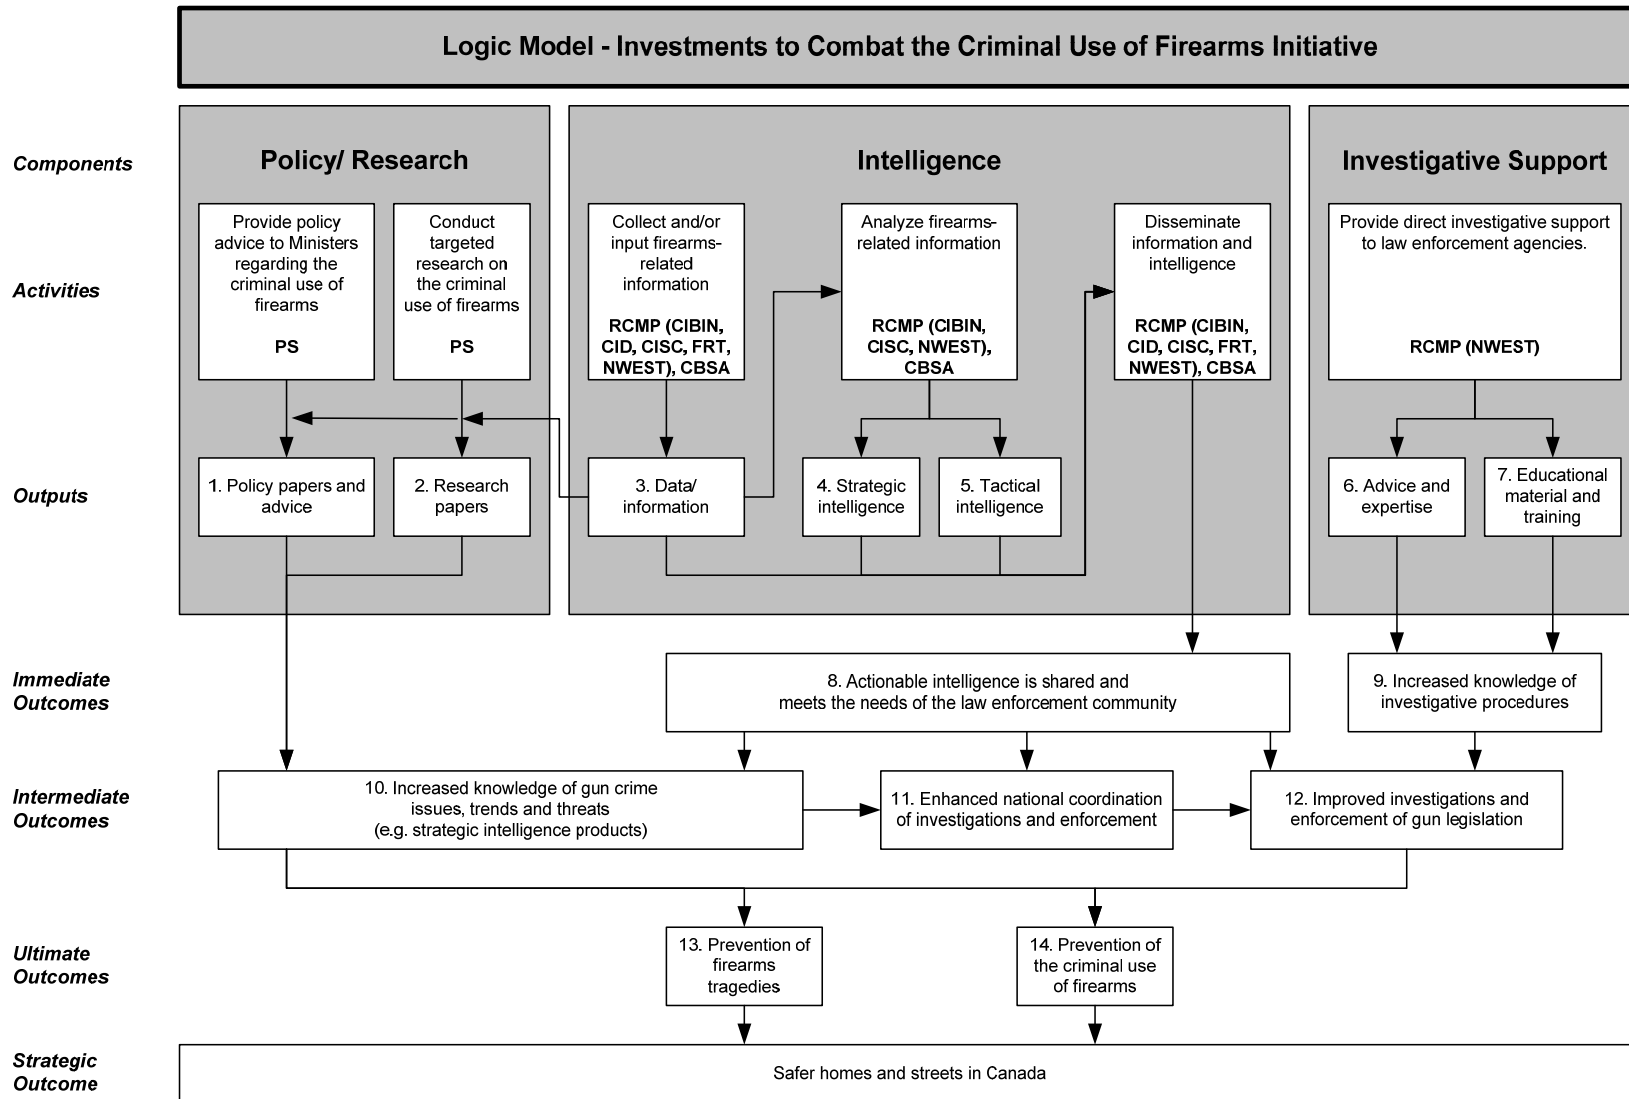 Logic Model - Investments to Combat the Criminal Use of Firearms Initiative
Components
Policy/ Research
Intelligence
Investigative Support
Activities
Provide policy
advice to Ministers
regarding the
criminal use of
firearms
PS
Conduct
targeted
research on
the criminal
use of firearms
PS
Collect and/or
input firearms-
related
information
RCMP (CIBIN,
CID, CISC, FRT,
NWEST), CBSA
Analyze firearms-
related information
RCMP (CIBIN,
CISC, NWEST),
CBSA
Disseminate
information and
intelligence
RCMP (CIBIN,
CID, CISC, FRT,
NWEST), CBSA
Provide direct investigative support
to law enforcement agencies.
RCMP (NWEST)
Outputs
1. Policy papers and
advice
2. Research
papers
3. Data/
information
4. Strategic
intelligence
5. Tactical
intelligence
6. Advice and
expertise
7. Educational
material and
training
Immediate
Outcomes
8. Actionable intelligence is shared and
meets the needs of the law enforcement community
9. Increased knowledge of
investigative procedures
Intermediate
Outcomes
10. Increased knowledge of gun crime
issues, trends and threats
(e.g. strategic intelligence products)
11. Enhanced national coordination
of investigations and enforcement
12. Improved investigations and
enforcement of gun legislation
Ultimate
Outcomes
13. Prevention of
firearms
tragedies
14. Prevention of
the criminal use
of firearms
Strategic
Outcome
Safer homes and streets in Canada